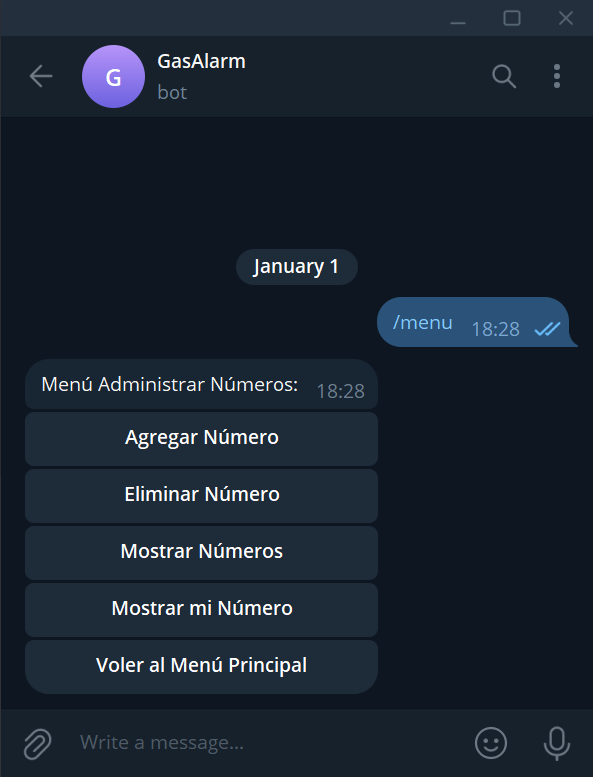 GasAlarm
G
bot
January 1
/menu 18:28
Menú Administrar Números: 18:28
Agregar Número
Eliminar Número
Mostrar Números
Mostrar mi Número
Voler al Menú Principal
Write a message...